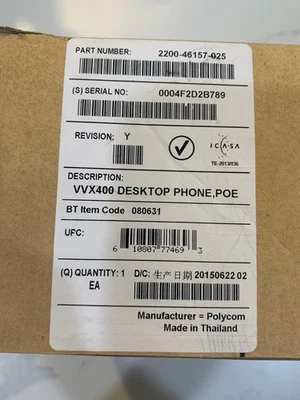 PART NUMBER: 2200-46157-025
(S) SERIAL NO: 0004F2D2B789
REVISION: Y
ICASA
TE-2013/036
DESCRIPTION:
VVX400 DESKTOP PHONE,POE
BT Item Code 080631
UFC:
6 10807 77469 3
(Q) QUANTITY: 1 D/C: 生产日期 20150622 02
EA
Manufacturer = Polycom
Made in Thailand